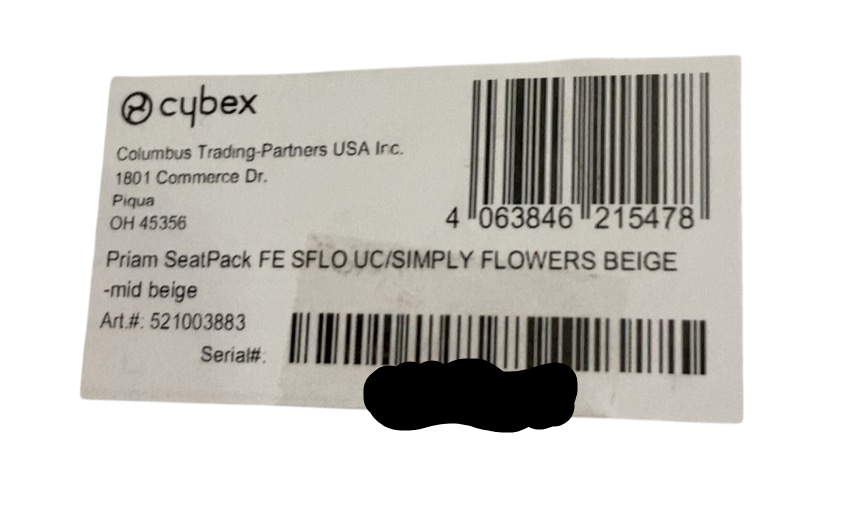 cybex
Columbus Trading-Partners USA Inc.
1801 Commerce Dr.
Piqua
OH 45356
4 063846 215478
Priam SeatPack FE SFLO UC/SIMPLY FLOWERS BEIGE
-mid beige
Art.#: 521003883
Serial#: